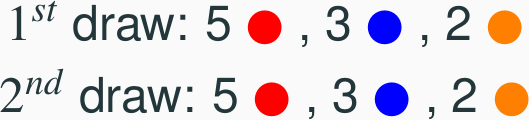 1st draw: 5 , 3 , 2
2nd draw: 5 , 3 , 2